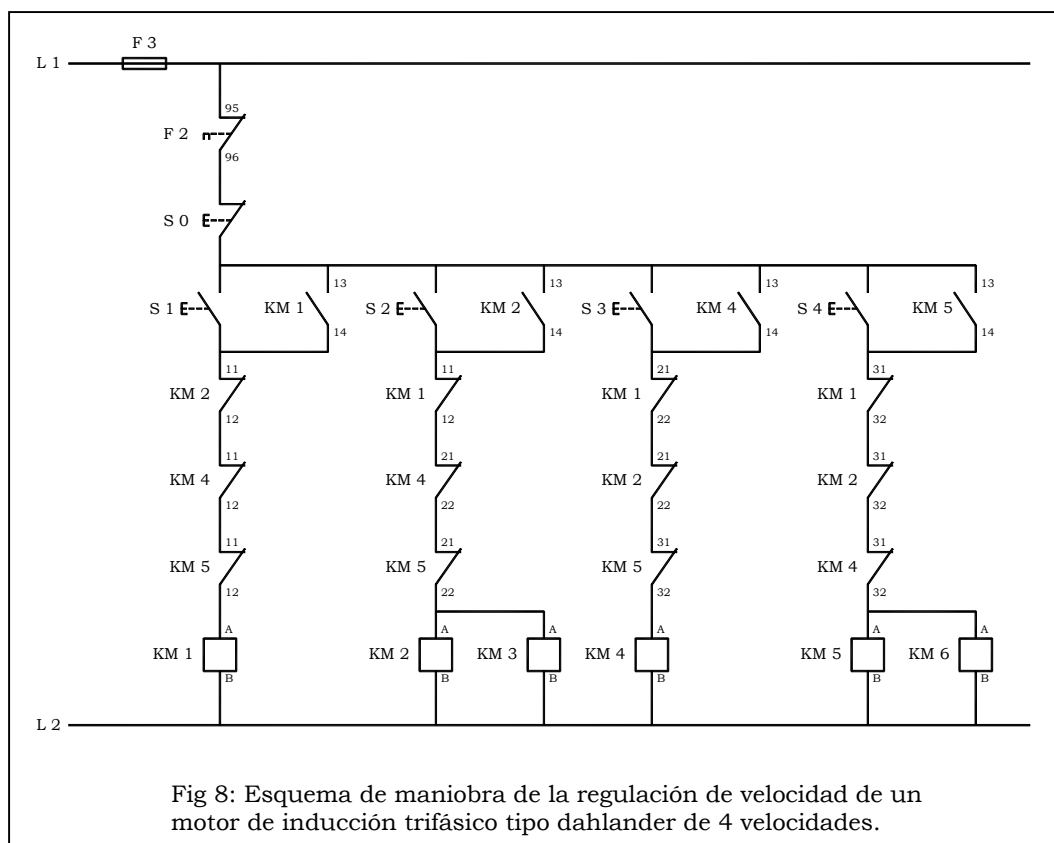 F 3
L 1
95
F 2
96
S 0
13 13 13 13
S 1 KM 1 S 2 KM 2 S 3 KM 4 S 4 KM 5
14 14 14 14
11 11 21 31
KM 2 KM 1 KM 1 KM 1
12 12 22 32
11 21 21 31
KM 4 KM 4 KM 2 KM 2
12 22 22 32
11 21 31 31
KM 5 KM 5 KM 5 KM 4
12 22 32 32
A A A A A A
KM 1 KM 2 KM 3 KM 4 KM 5 KM 6
B B B B B B
L 2
Fig 8: Esquema de maniobra de la regulación de velocidad de un
motor de inducción trifásico tipo dahlander de 4 velocidades.